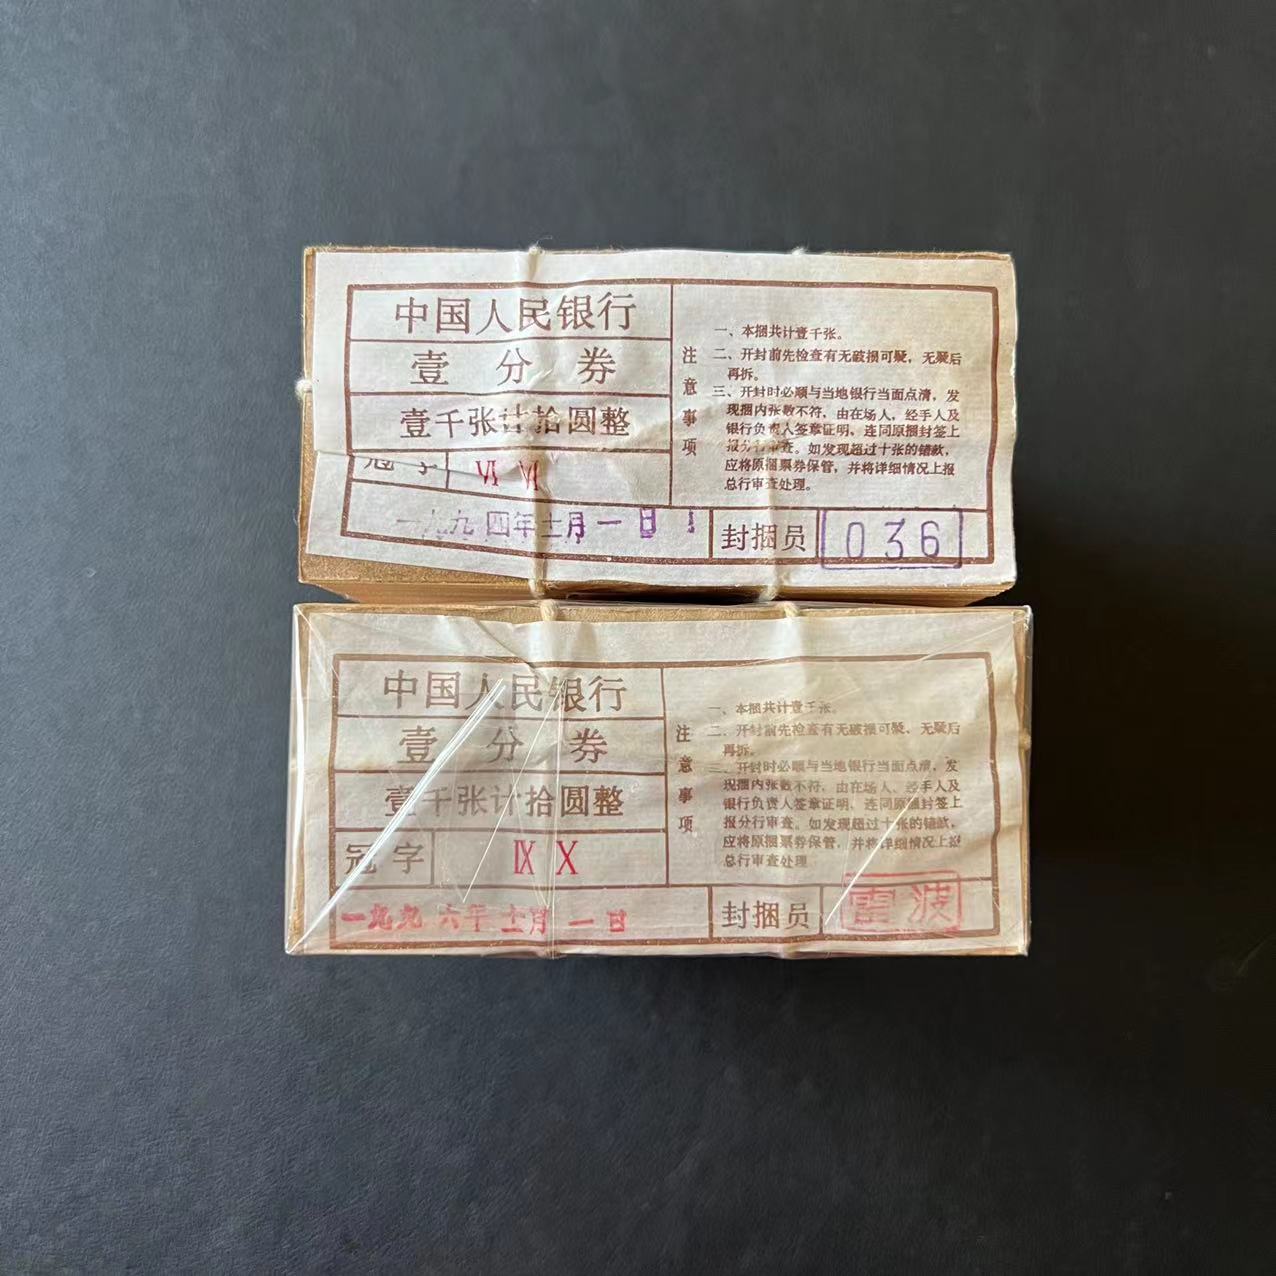 中国人民银行
壹分券
壹千张计拾圆整
冠字 Ⅵ Ⅵ
一九九四年十一月一日
注意事项
一、本捆共计壹千张。
二、开封前先检查有无破损可疑，无疑后
再拆。
三、开封时必顺与当地银行当面点清，发
现捆内张数不符，由在场人，经手人及
银行负责人签章证明、连同原捆封签上
报分行审查。如发现超过十张的错款，
应将原捆票券保管，并将详细情况上报
总行审查处理。
封捆员 036
中国人民银行
壹分券
壹千张计拾圆整
冠字 Ⅸ Ⅹ
一九九六年十一月一日
注意事项
一、本捆共计壹千张。
二、开封前先检查有无破损可疑、无疑后
再拆。
三、开封时必顺与当地银行当面点清，发
现捆内张数不符，由在场人、经手人及
银行负责人签章证明、连同原捆封签上
报分行审查。如发现超过十张的错款，
应将原捆票券保管，并将详细情况上报
总行审查处理
封捆员 雷波